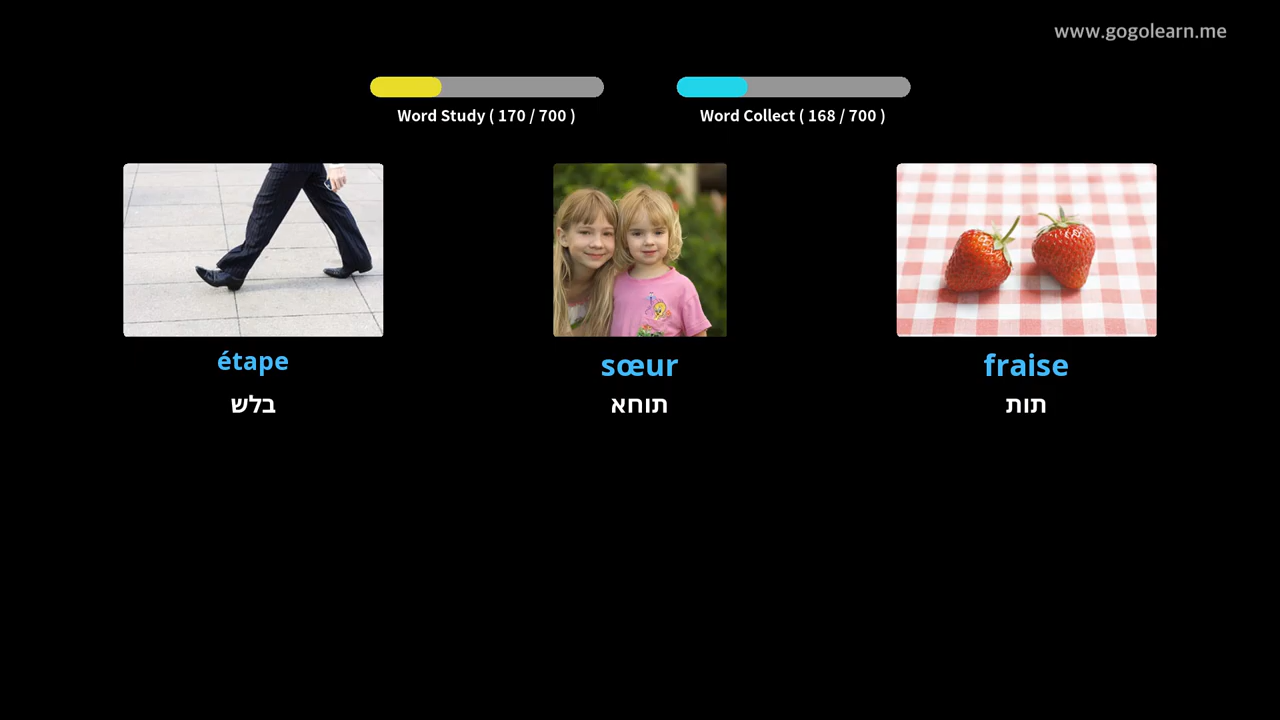 www.gogolearn.me
Word Study ( 170 / 700 )
Word Collect ( 168 / 700 )
étape
sœur
fraise
בלש
תוחא
תות